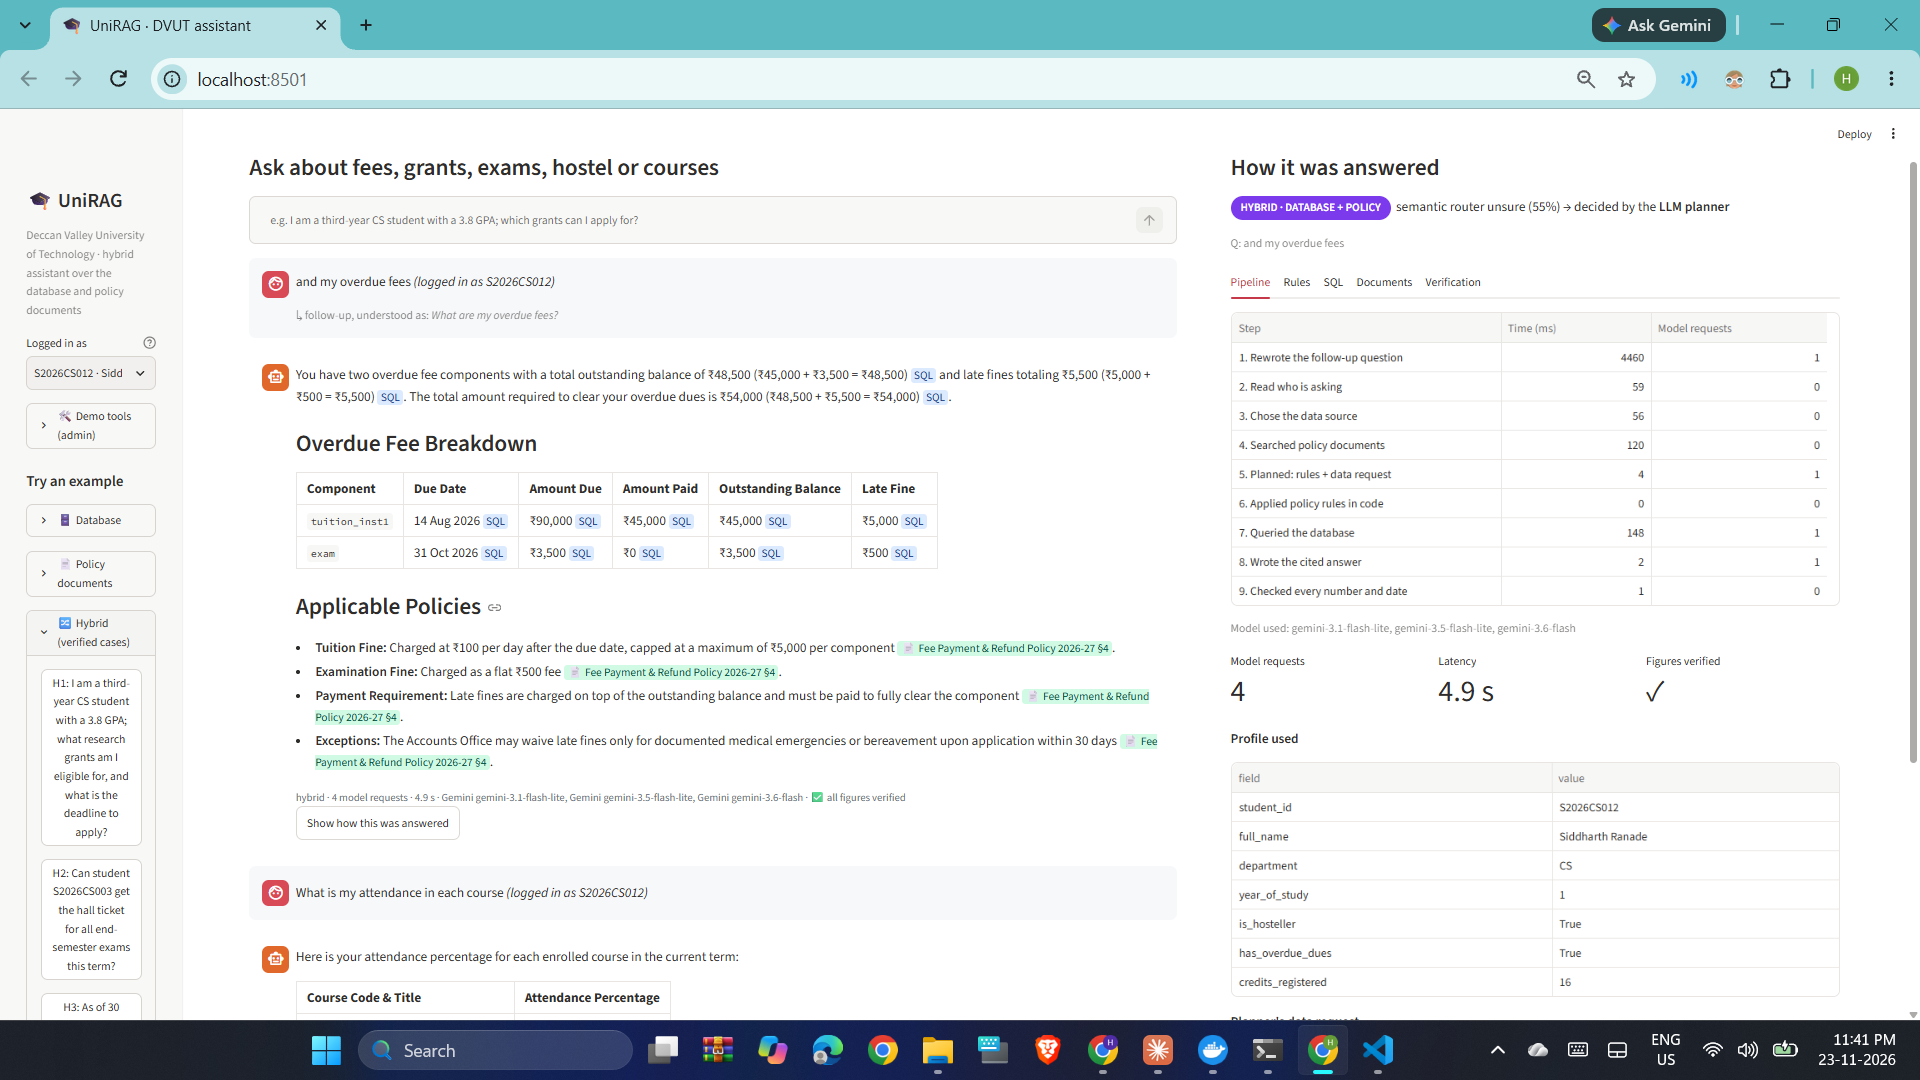 UniRAG · DVUT assistant
Ask Gemini
localhost:8501
H
Deploy
UniRAG
Deccan Valley University
of Technology · hybrid
assistant over the
database and policy
documents
Logged in as
S2026CS012 · Sidd
Demo tools
(admin)
Try an example
Database
Policy
documents
Hybrid
(verified cases)
H1: I am a third-
year CS student
with a 3.8 GPA;
what research
grants am I
eligible for, and
what is the
deadline to
apply?
H2: Can student
S2026CS003 get
the hall ticket
for all end-
semester exams
this term?
H3: As of 30
Ask about fees, grants, exams, hostel or courses
e.g. I am a third-year CS student with a 3.8 GPA; which grants can I apply for?
and my overdue fees (logged in as S2026CS012)
↳ follow-up, understood as: What are my overdue fees?
You have two overdue fee components with a total outstanding balance of ₹48,500 (₹45,000 + ₹3,500 = ₹48,500) SQL and late fines totaling ₹5,500 (₹5,000 +
₹500 = ₹5,500) SQL . The total amount required to clear your overdue dues is ₹54,000 (₹48,500 + ₹5,500 = ₹54,000) SQL .
Overdue Fee Breakdown
Component Due Date Amount Due Amount Paid Outstanding Balance Late Fine
tuition_inst1 14 Aug 2026 SQL ₹90,000 SQL ₹45,000 SQL ₹45,000 SQL ₹5,000 SQL
exam 31 Oct 2026 SQL ₹3,500 SQL ₹0 SQL ₹3,500 SQL ₹500 SQL
Applicable Policies
• Tuition Fine: Charged at ₹100 per day after the due date, capped at a maximum of ₹5,000 per component Fee Payment & Refund Policy 2026-27 §4 .
• Examination Fine: Charged as a flat ₹500 fee Fee Payment & Refund Policy 2026-27 §4 .
• Payment Requirement: Late fines are charged on top of the outstanding balance and must be paid to fully clear the component Fee Payment & Refund
Policy 2026-27 §4 .
• Exceptions: The Accounts Office may waive late fines only for documented medical emergencies or bereavement upon application within 30 days Fee
Payment & Refund Policy 2026-27 §4 .
hybrid · 4 model requests · 4.9 s · Gemini gemini-3.1-flash-lite, Gemini gemini-3.5-flash-lite, Gemini gemini-3.6-flash · ✅ all figures verified
Show how this was answered
What is my attendance in each course (logged in as S2026CS012)
Here is your attendance percentage for each enrolled course in the current term:
Course Code & Title Attendance Percentage
How it was answered
HYBRID · DATABASE + POLICY semantic router unsure (55%) → decided by the LLM planner
Q: and my overdue fees
Pipeline Rules SQL Documents Verification
Step Time (ms) Model requests
1. Rewrote the follow-up question 4460 1
2. Read who is asking 59 0
3. Chose the data source 56 0
4. Searched policy documents 120 0
5. Planned: rules + data request 4 1
6. Applied policy rules in code 0 0
7. Queried the database 148 1
8. Wrote the cited answer 2 1
9. Checked every number and date 1 0
Model used: gemini-3.1-flash-lite, gemini-3.5-flash-lite, gemini-3.6-flash
Model requests Latency Figures verified
4 4.9 s ✓
Profile used
field value
student_id S2026CS012
full_name Siddharth Ranade
department CS
year_of_study 1
is_hosteller True
has_overdue_dues True
credits_registered 16
Planner's data request
Search
ENG
US
11:41 PM
23-11-2026